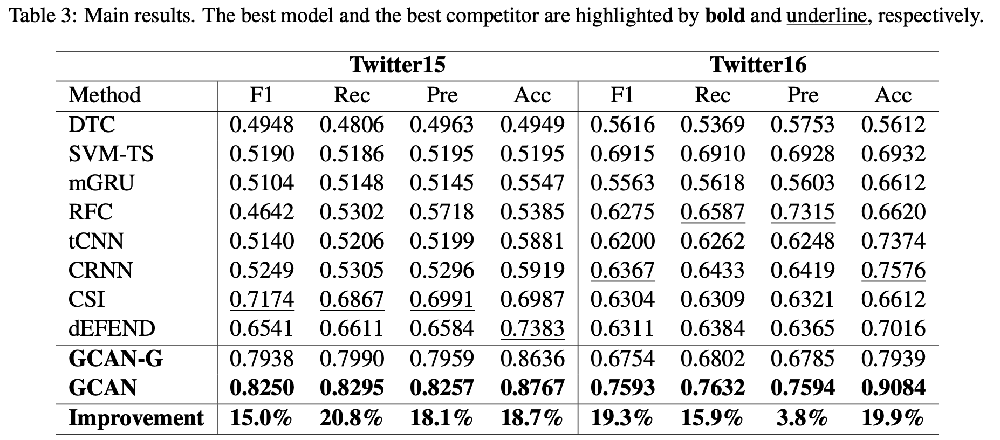 Table 3: Main results. The best model and the best competitor are highlighted by bold and underline, respectively.
Twitter15 Twitter16
Method F1 Rec Pre Acc F1 Rec Pre Acc
DTC 0.4948 0.4806 0.4963 0.4949 0.5616 0.5369 0.5753 0.5612
SVM-TS 0.5190 0.5186 0.5195 0.5195 0.6915 0.6910 0.6928 0.6932
mGRU 0.5104 0.5148 0.5145 0.5547 0.5563 0.5618 0.5603 0.6612
RFC 0.4642 0.5302 0.5718 0.5385 0.6275 0.6587 0.7315 0.6620
tCNN 0.5140 0.5206 0.5199 0.5881 0.6200 0.6262 0.6248 0.7374
CRNN 0.5249 0.5305 0.5296 0.5919 0.6367 0.6433 0.6419 0.7576
CSI 0.7174 0.6867 0.6991 0.6987 0.6304 0.6309 0.6321 0.6612
dEFEND 0.6541 0.6611 0.6584 0.7383 0.6311 0.6384 0.6365 0.7016
GCAN-G 0.7938 0.7990 0.7959 0.8636 0.6754 0.6802 0.6785 0.7939
GCAN 0.8250 0.8295 0.8257 0.8767 0.7593 0.7632 0.7594 0.9084
Improvement 15.0% 20.8% 18.1% 18.7% 19.3% 15.9% 3.8% 19.9%